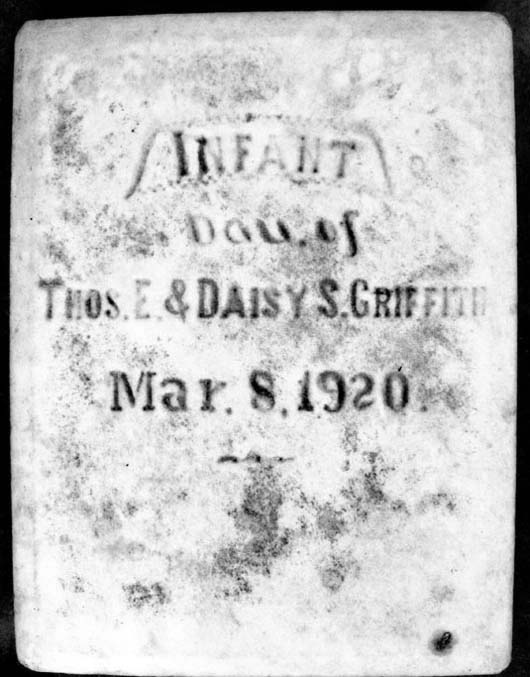 INFANT
Dau. of
THOS. E. & DAISY S. GRIFFITH
Mar. 8, 1920.